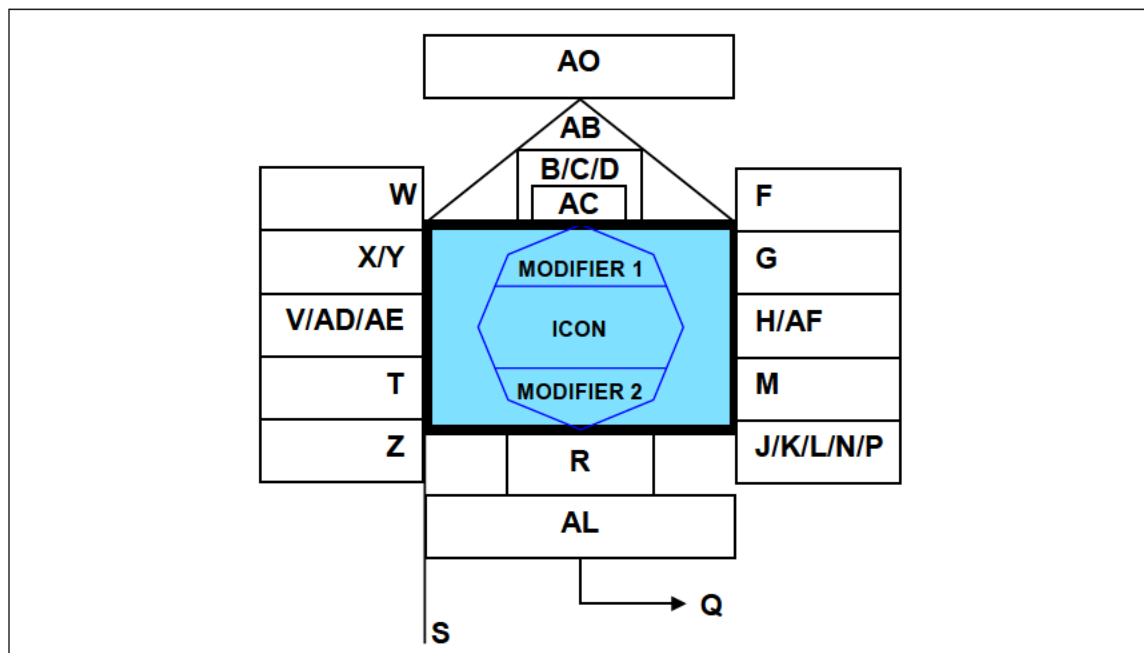 AO
AB
B/C/D
AC
W
F
X/Y
G
MODIFIER 1
V/AD/AE
ICON
H/AF
T
MODIFIER 2
M
Z
R
J/K/L/N/P
AL
Q
S